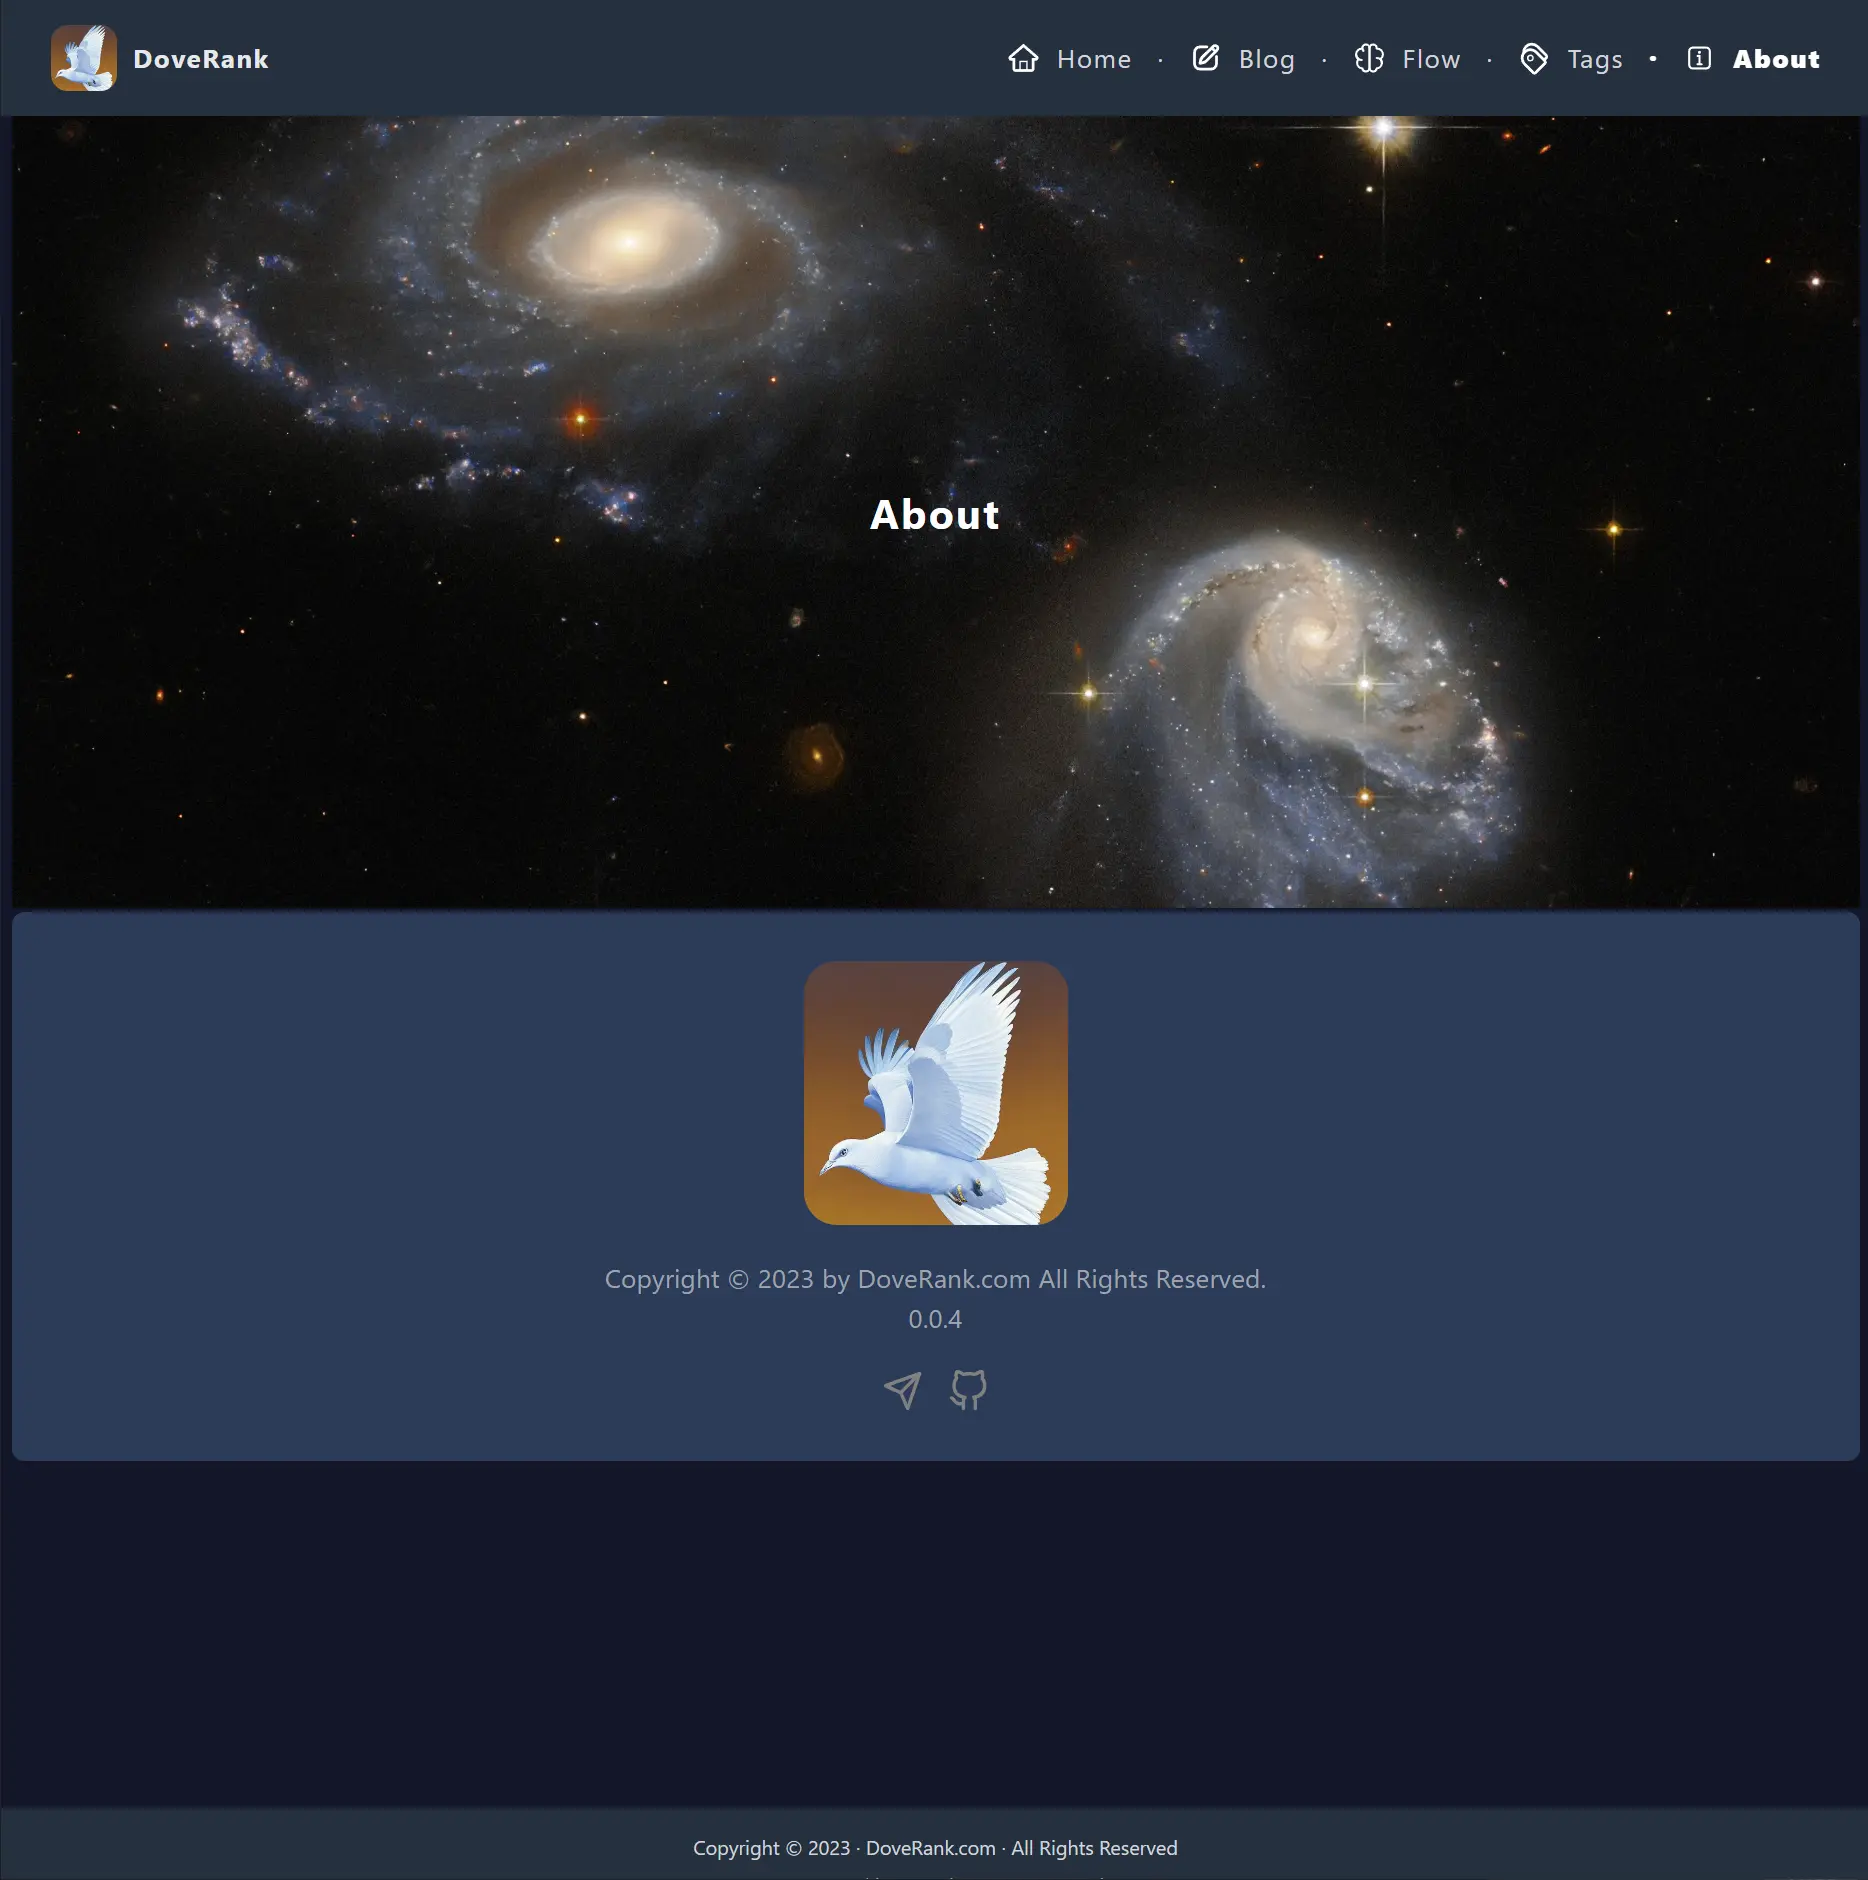 DoveRank
Home · Blog · Flow · Tags · About
About
Copyright © 2023 by DoveRank.com All Rights Reserved.
0.0.4
Copyright © 2023 · DoveRank.com · All Rights Reserved